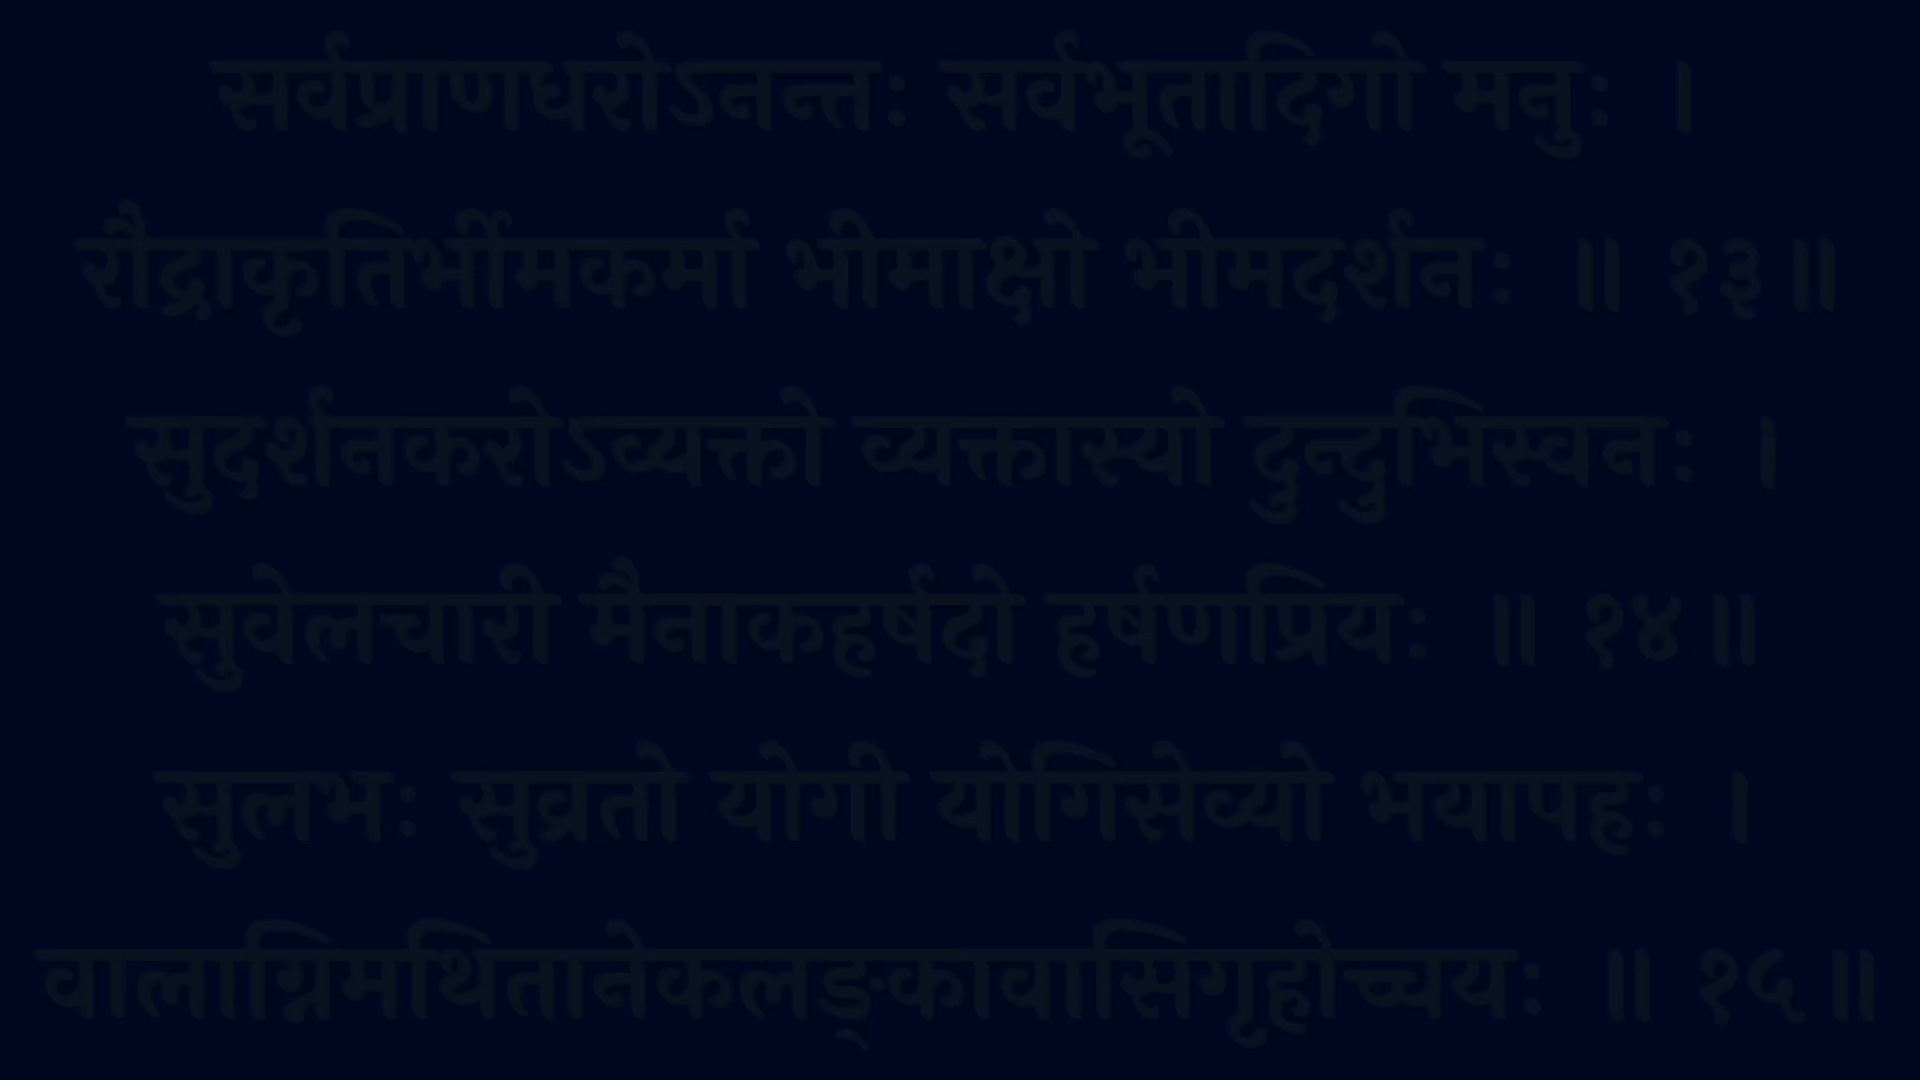 सर्वप्राणधरोऽनन्तः सर्वभूतादिगो मनुः ।
रौद्राकृतिर्भीमकर्मा भीमाक्षो भीमदर्शनः ॥ १३॥
सुदर्शनकरोऽव्यक्तो व्यक्तास्यो दुन्दुभिस्वनः ।
सुवेलचारी मैनाकहर्षदो हर्षणप्रियः ॥ १४॥
सुलभः सुव्रतो योगी योगिसेव्यो भयापहः ।
वालाग्निमथितानेकलङ्कावासिगृहोच्चयः ॥ १५॥